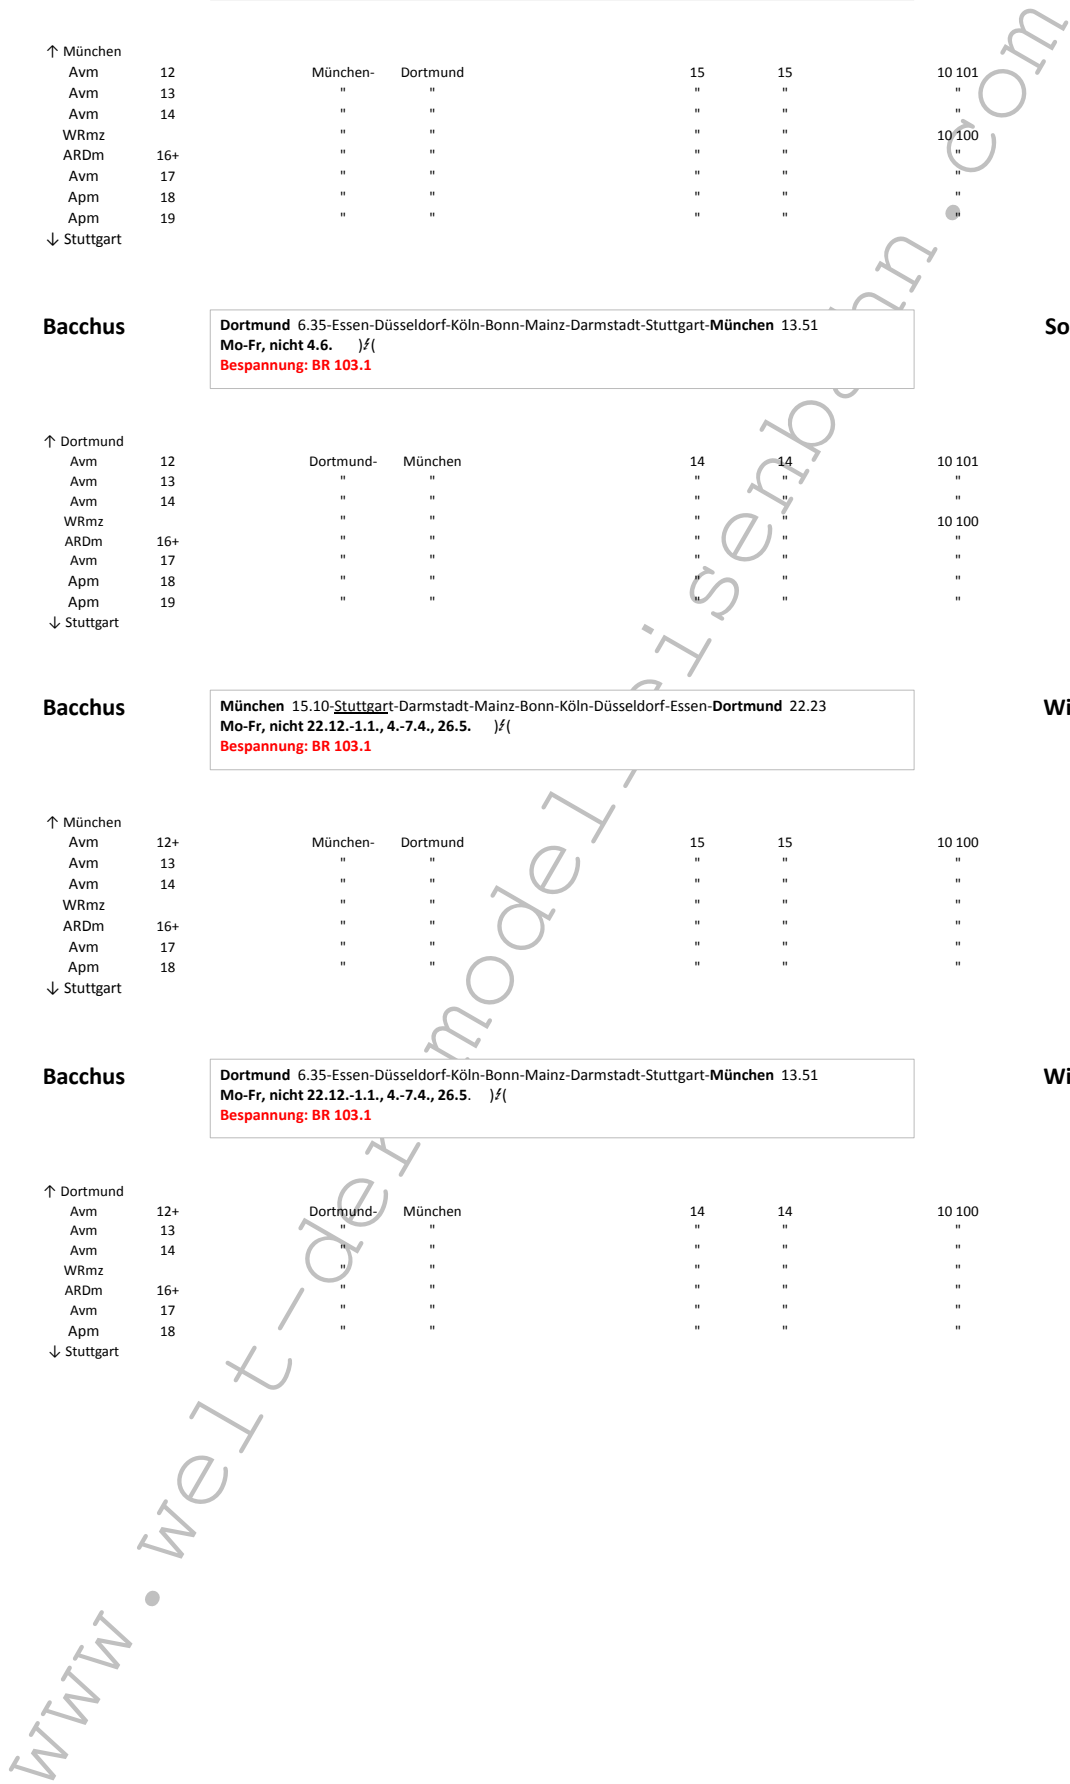 ↑ München
Avm 12 München- Dortmund 15 15 10 101
Avm 13 " " " " "
Avm 14 " " " " "
WRmz " " " " 10 100
ARDm 16+ " " " " "
Avm 17 " " " " "
Apm 18 " " " " "
Apm 19 " " " " "
↓ Stuttgart
Bacchus Dortmund 6.35-Essen-Düsseldorf-Köln-Bonn-Mainz-Darmstadt-Stuttgart-München 13.51 So
Mo-Fr, nicht 4.6. )⚡(
Bespannung: BR 103.1
↑ Dortmund
Avm 12 Dortmund- München 14 14 10 101
Avm 13 " " " " "
Avm 14 " " " " "
WRmz " " " " 10 100
ARDm 16+ " " " " "
Avm 17 " " " " "
Apm 18 " " " " "
Apm 19 " " " " "
↓ Stuttgart
Bacchus München 15.10-Stuttgart-Darmstadt-Mainz-Bonn-Köln-Düsseldorf-Essen-Dortmund 22.23 Wi
Mo-Fr, nicht 22.12.-1.1., 4.-7.4., 26.5. )⚡(
Bespannung: BR 103.1
↑ München
Avm 12+ München- Dortmund 15 15 10 100
Avm 13 " " " " "
Avm 14 " " " " "
WRmz " " " " "
ARDm 16+ " " " " "
Avm 17 " " " " "
Apm 18 " " " " "
↓ Stuttgart
Bacchus Dortmund 6.35-Essen-Düsseldorf-Köln-Bonn-Mainz-Darmstadt-Stuttgart-München 13.51 Wi
Mo-Fr, nicht 22.12.-1.1., 4.-7.4., 26.5. )⚡(
Bespannung: BR 103.1
↑ Dortmund
Avm 12+ Dortmund- München 14 14 10 100
Avm 13 " " " " "
Avm 14 " " " " "
WRmz " " " " "
ARDm 16+ " " " " "
Avm 17 " " " " "
Apm 18 " " " " "
↓ Stuttgart
www.welt-der-modelleisenbahn.com